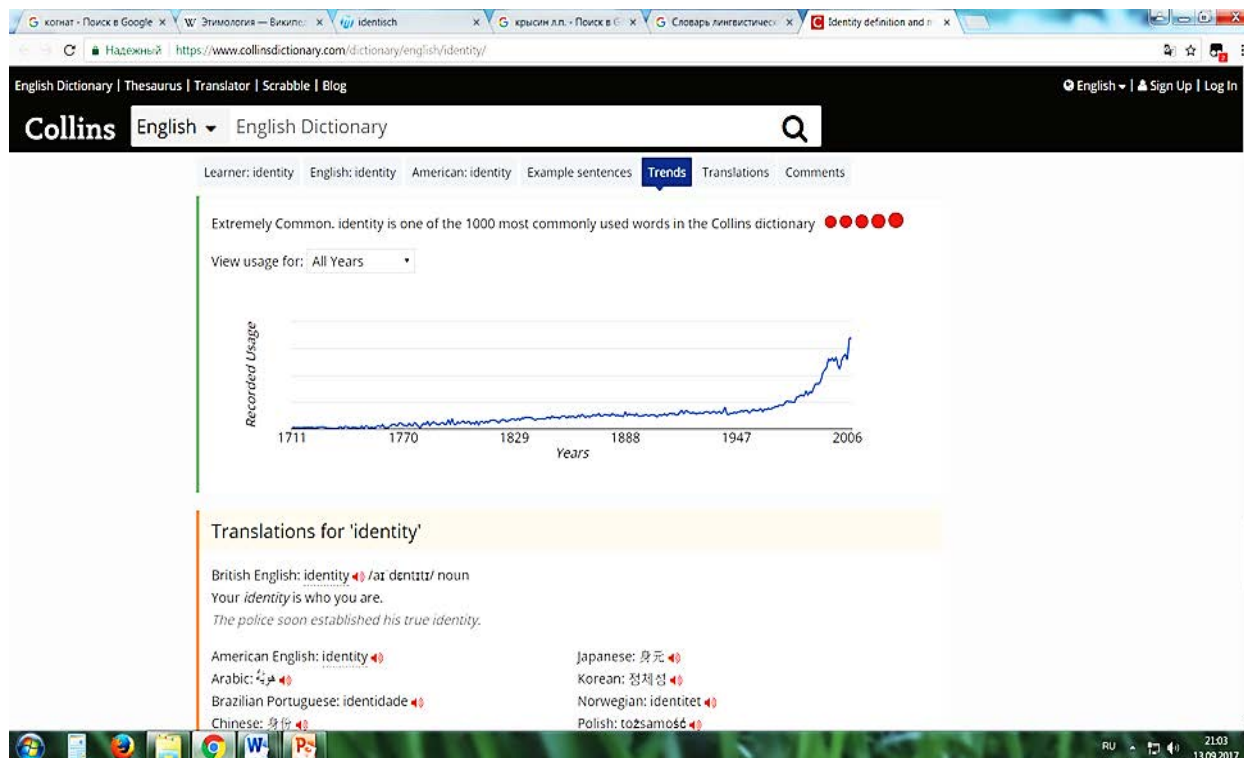 когнат - Поиск в Google
Этимология — Википе
identisch
крысин л.п. - Поиск в G
Словарь лингвистическ
Identity definition and
Надежный https://www.collinsdictionary.com/dictionary/english/identity/
English Dictionary | Thesaurus | Translator | Scrabble | Blog
English | Sign Up | Log In
Collins English English Dictionary
Learner: identity English: identity American: identity Example sentences Trends Translations Comments
Extremely Common. identity is one of the 1000 most commonly used words in the Collins dictionary
View usage for: All Years
Recorded Usage
1711 1770 1829 1888 1947 2006
Years
Translations for 'identity'
British English: identity /aɪˈdɛntɪtɪ/ noun
Your identity is who you are.
The police soon established his true identity.
American English: identity
Arabic: هُوِيَّةٌ
Brazilian Portuguese: identidade
Chinese: 身份
Japanese: 身元
Korean: 정체성
Norwegian: identitet
Polish: tożsamość
RU
21:03
13.09.2017